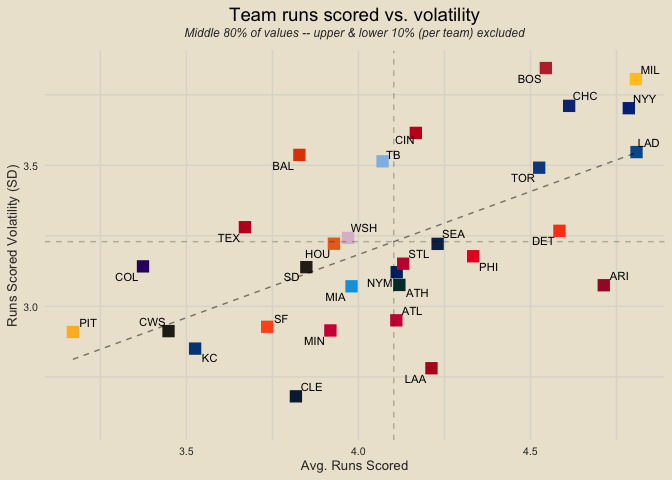 Team runs scored vs. volatility
Middle 80% of values -- upper & lower 10% (per team) excluded
BOS
MIL
CHC
NYY
CIN
LAD
BAL
TB
3.5
TOR
TEX
WSH
SEA
DET
HOU
STL
PHI
COL
SD
NYM
ARI
MIA
ATH
3.0
PIT
CWS
SF
ATL
MIN
KC
LAA
CLE
3.5
4.0
4.5
Avg. Runs Scored
Runs Scored Volatility (SD)